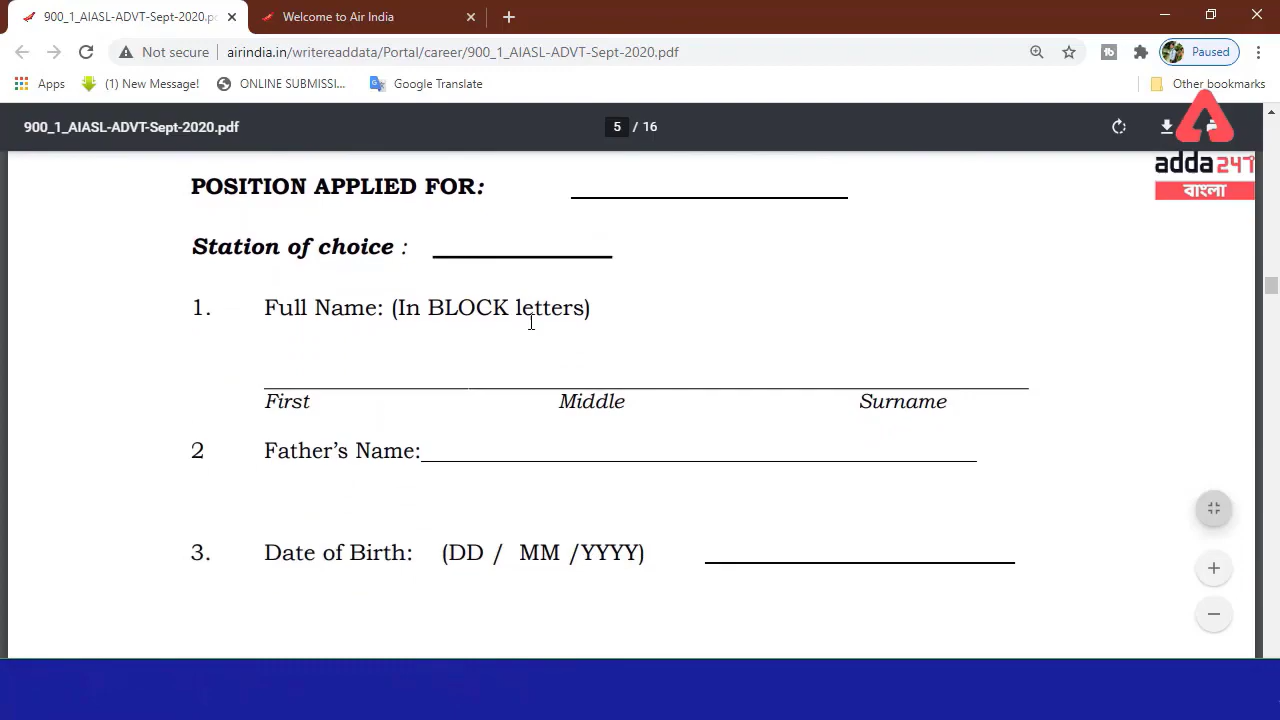 900_1_AIASL-ADVT-Sept-2020.pd
Welcome to Air India
Not secure
airindia.in/writereaddata/Portal/career/900_1_AIASL-ADVT-Sept-2020.pdf
Paused
Apps
(1) New Message!
ONLINE SUBMISSI...
Google Translate
Other bookmarks
900_1_AIASL-ADVT-Sept-2020.pdf
5 / 16
adda247
বাংলা
POSITION APPLIED FOR:
Station of choice :
1. Full Name: (In BLOCK letters)
First Middle Surname
2 Father's Name:
3. Date of Birth: (DD / MM /YYYY)